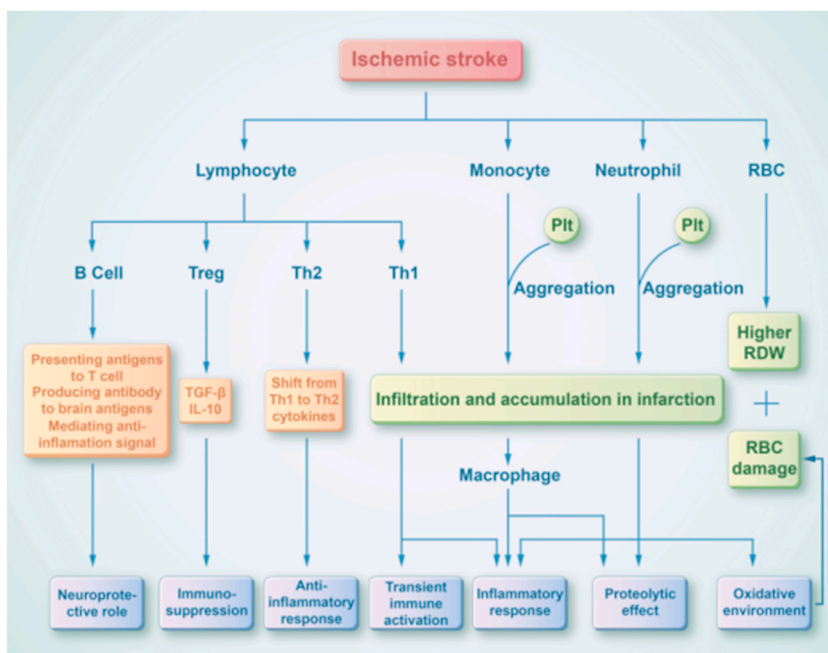 Ischemic stroke
Lymphocyte
Monocyte
Neutrophil
RBC
Plt
Plt
B Cell
Treg
Th2
Th1
Aggregation
Aggregation
Presenting antigens
to T cell
Producing antibody
to brain antigens
Mediating anti-
inflamation signal
TGF-β
IL-10
Shift from
Th1 to Th2
cytokines
Infiltration and accumulation in infarction
Higher
RDW
+
RBC
damage
Macrophage
Neuroprote-
ctive role
Immuno-
suppression
Anti-
inflammatory
response
Transient
immune
activation
Inflammatory
response
Proteolytic
effect
Oxidative
environment